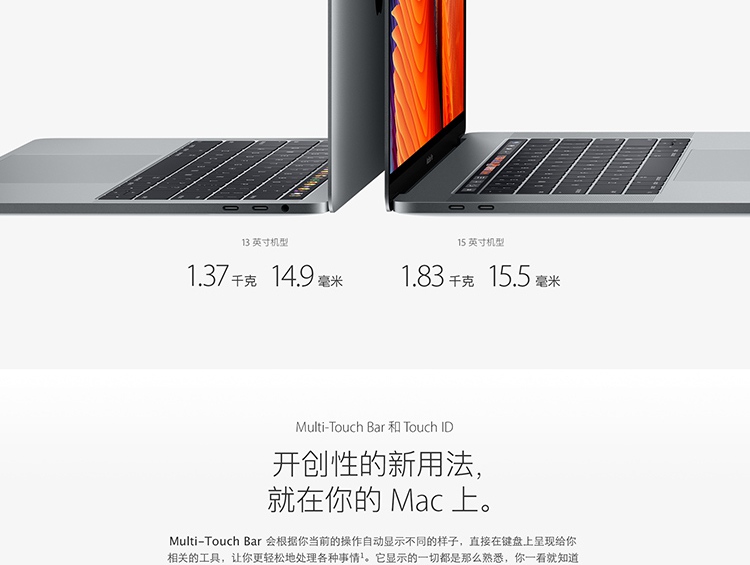 13 英寸机型
15 英寸机型
1.37 千克 14.9 毫米
1.83 千克 15.5 毫米
Multi-Touch Bar 和 Touch ID
开创性的新用法,
就在你的 Mac 上。
Multi-Touch Bar 会根据你当前的操作自动显示不同的样子，直接在键盘上呈现给你
相关的工具，让你更轻松地处理各种事情¹。它显示的一切都是那么熟悉，你一看就知道